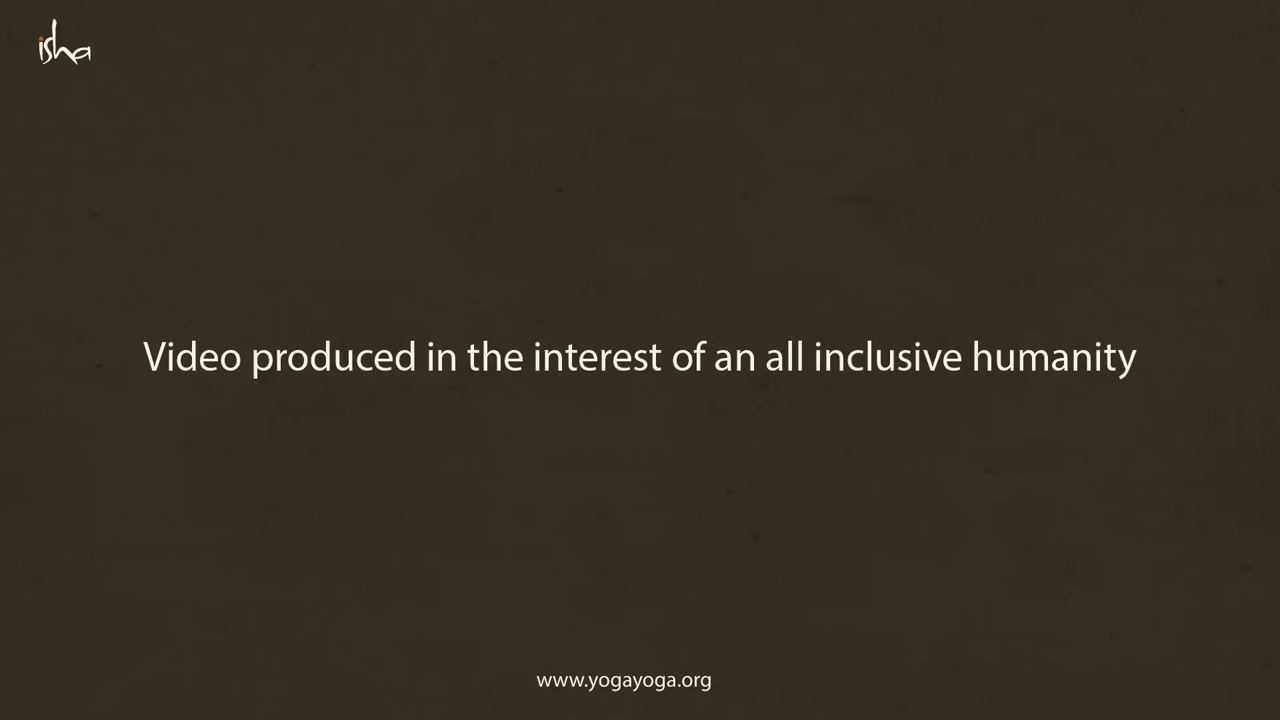 isha
Video produced in the interest of an all inclusive humanity
www.yogayoga.org